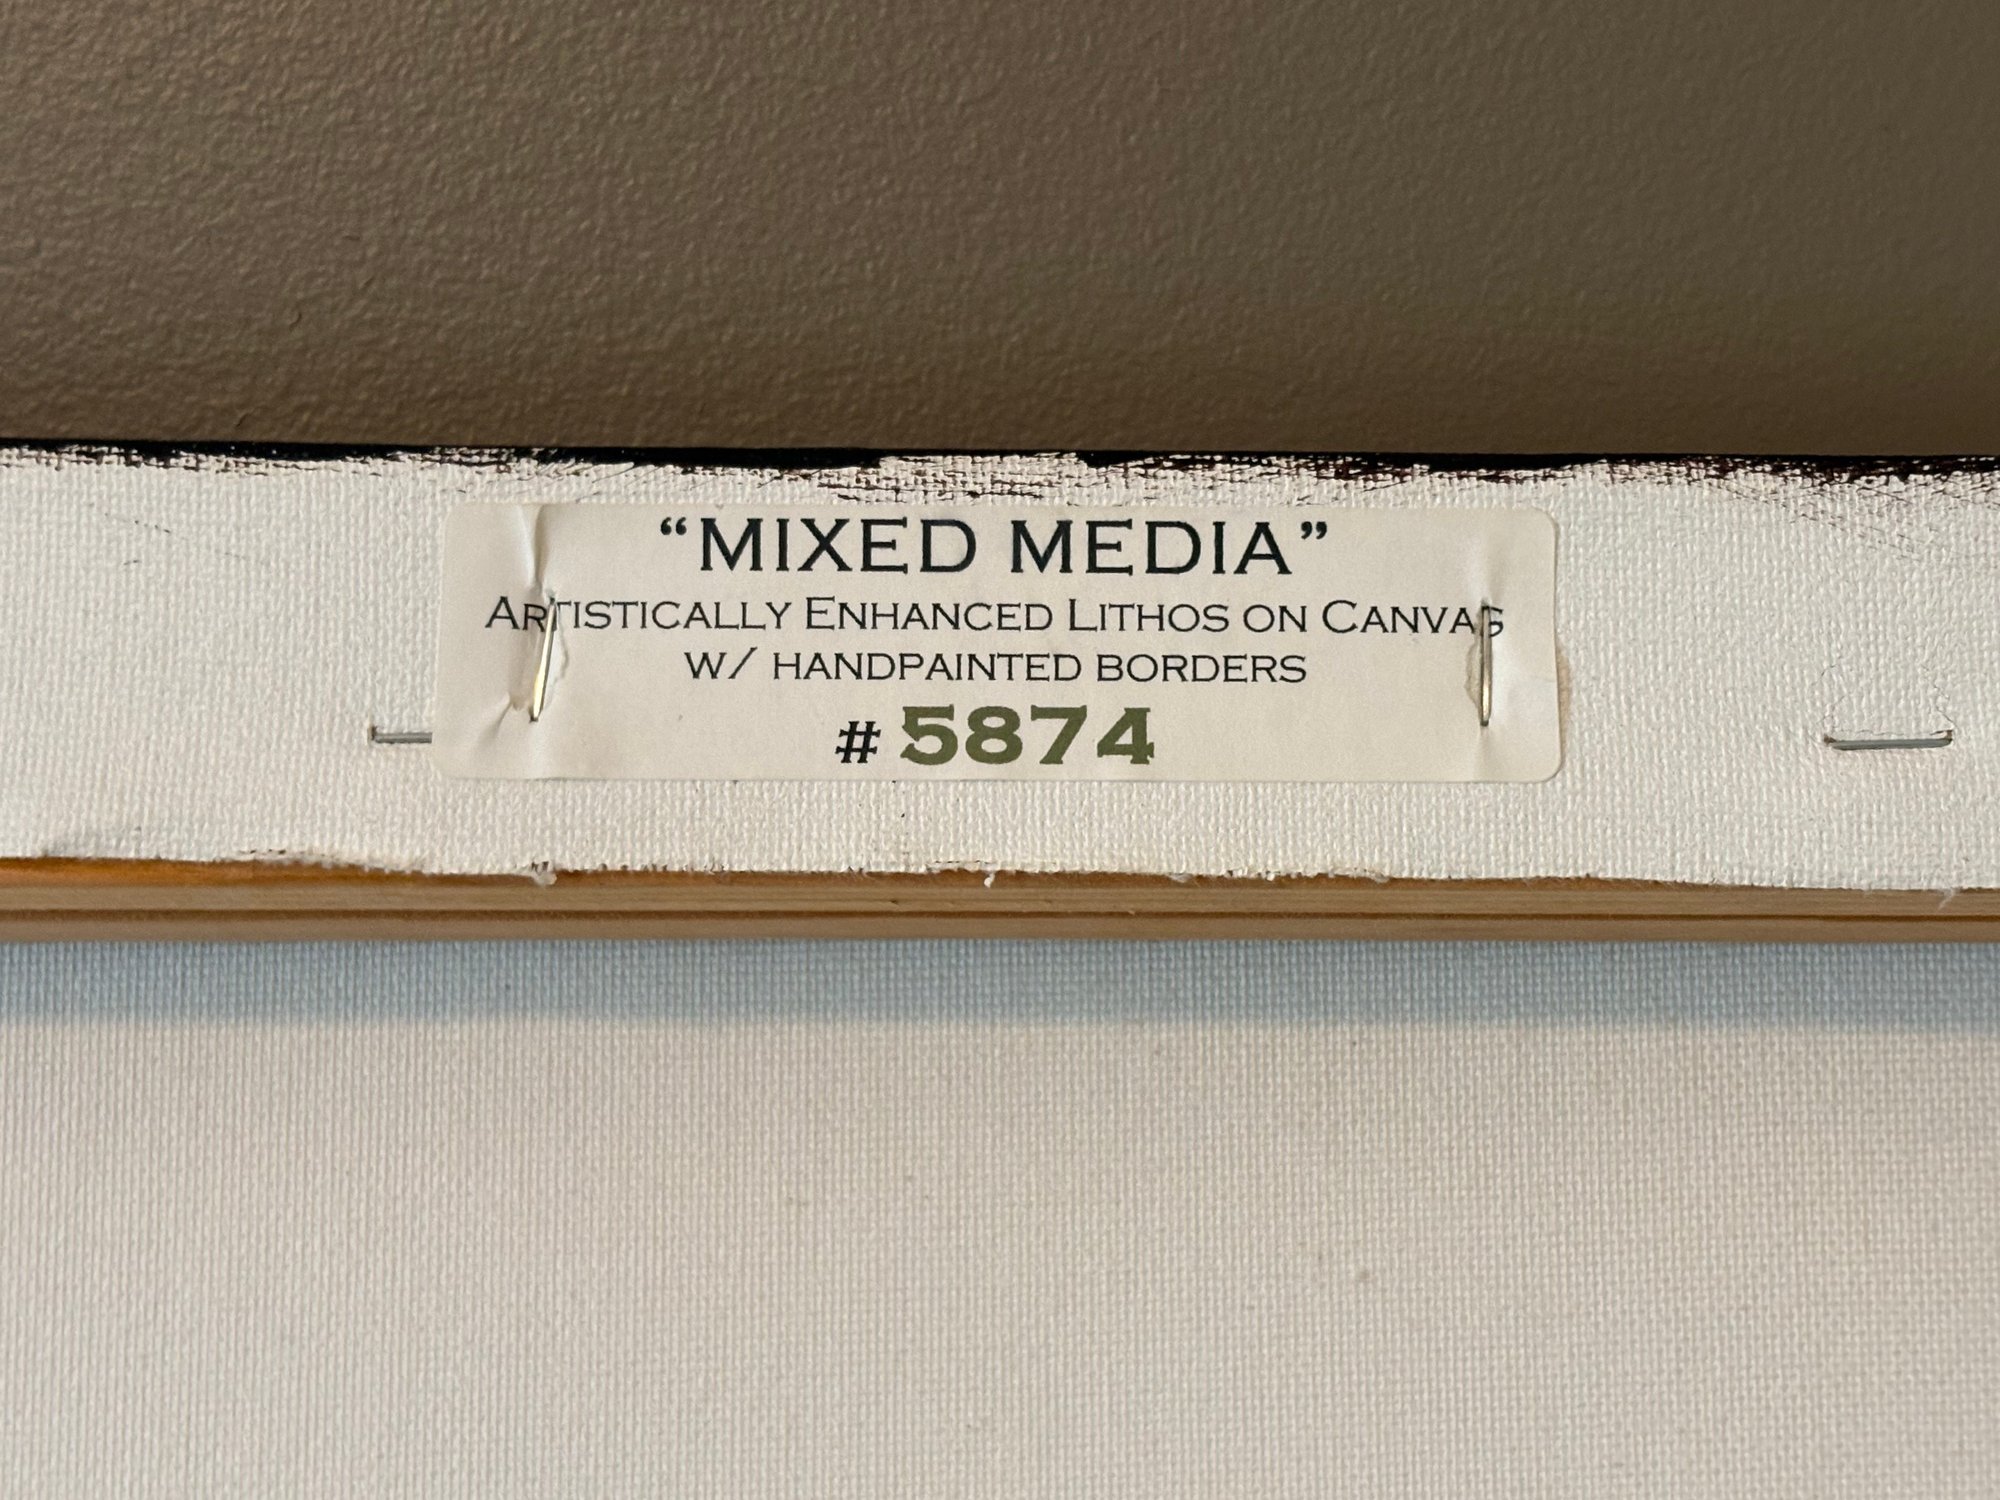 “MIXED MEDIA”
ARTISTICALLY ENHANCED LITHOS ON CANVAS
W/ HANDPAINTED BORDERS
# 5874